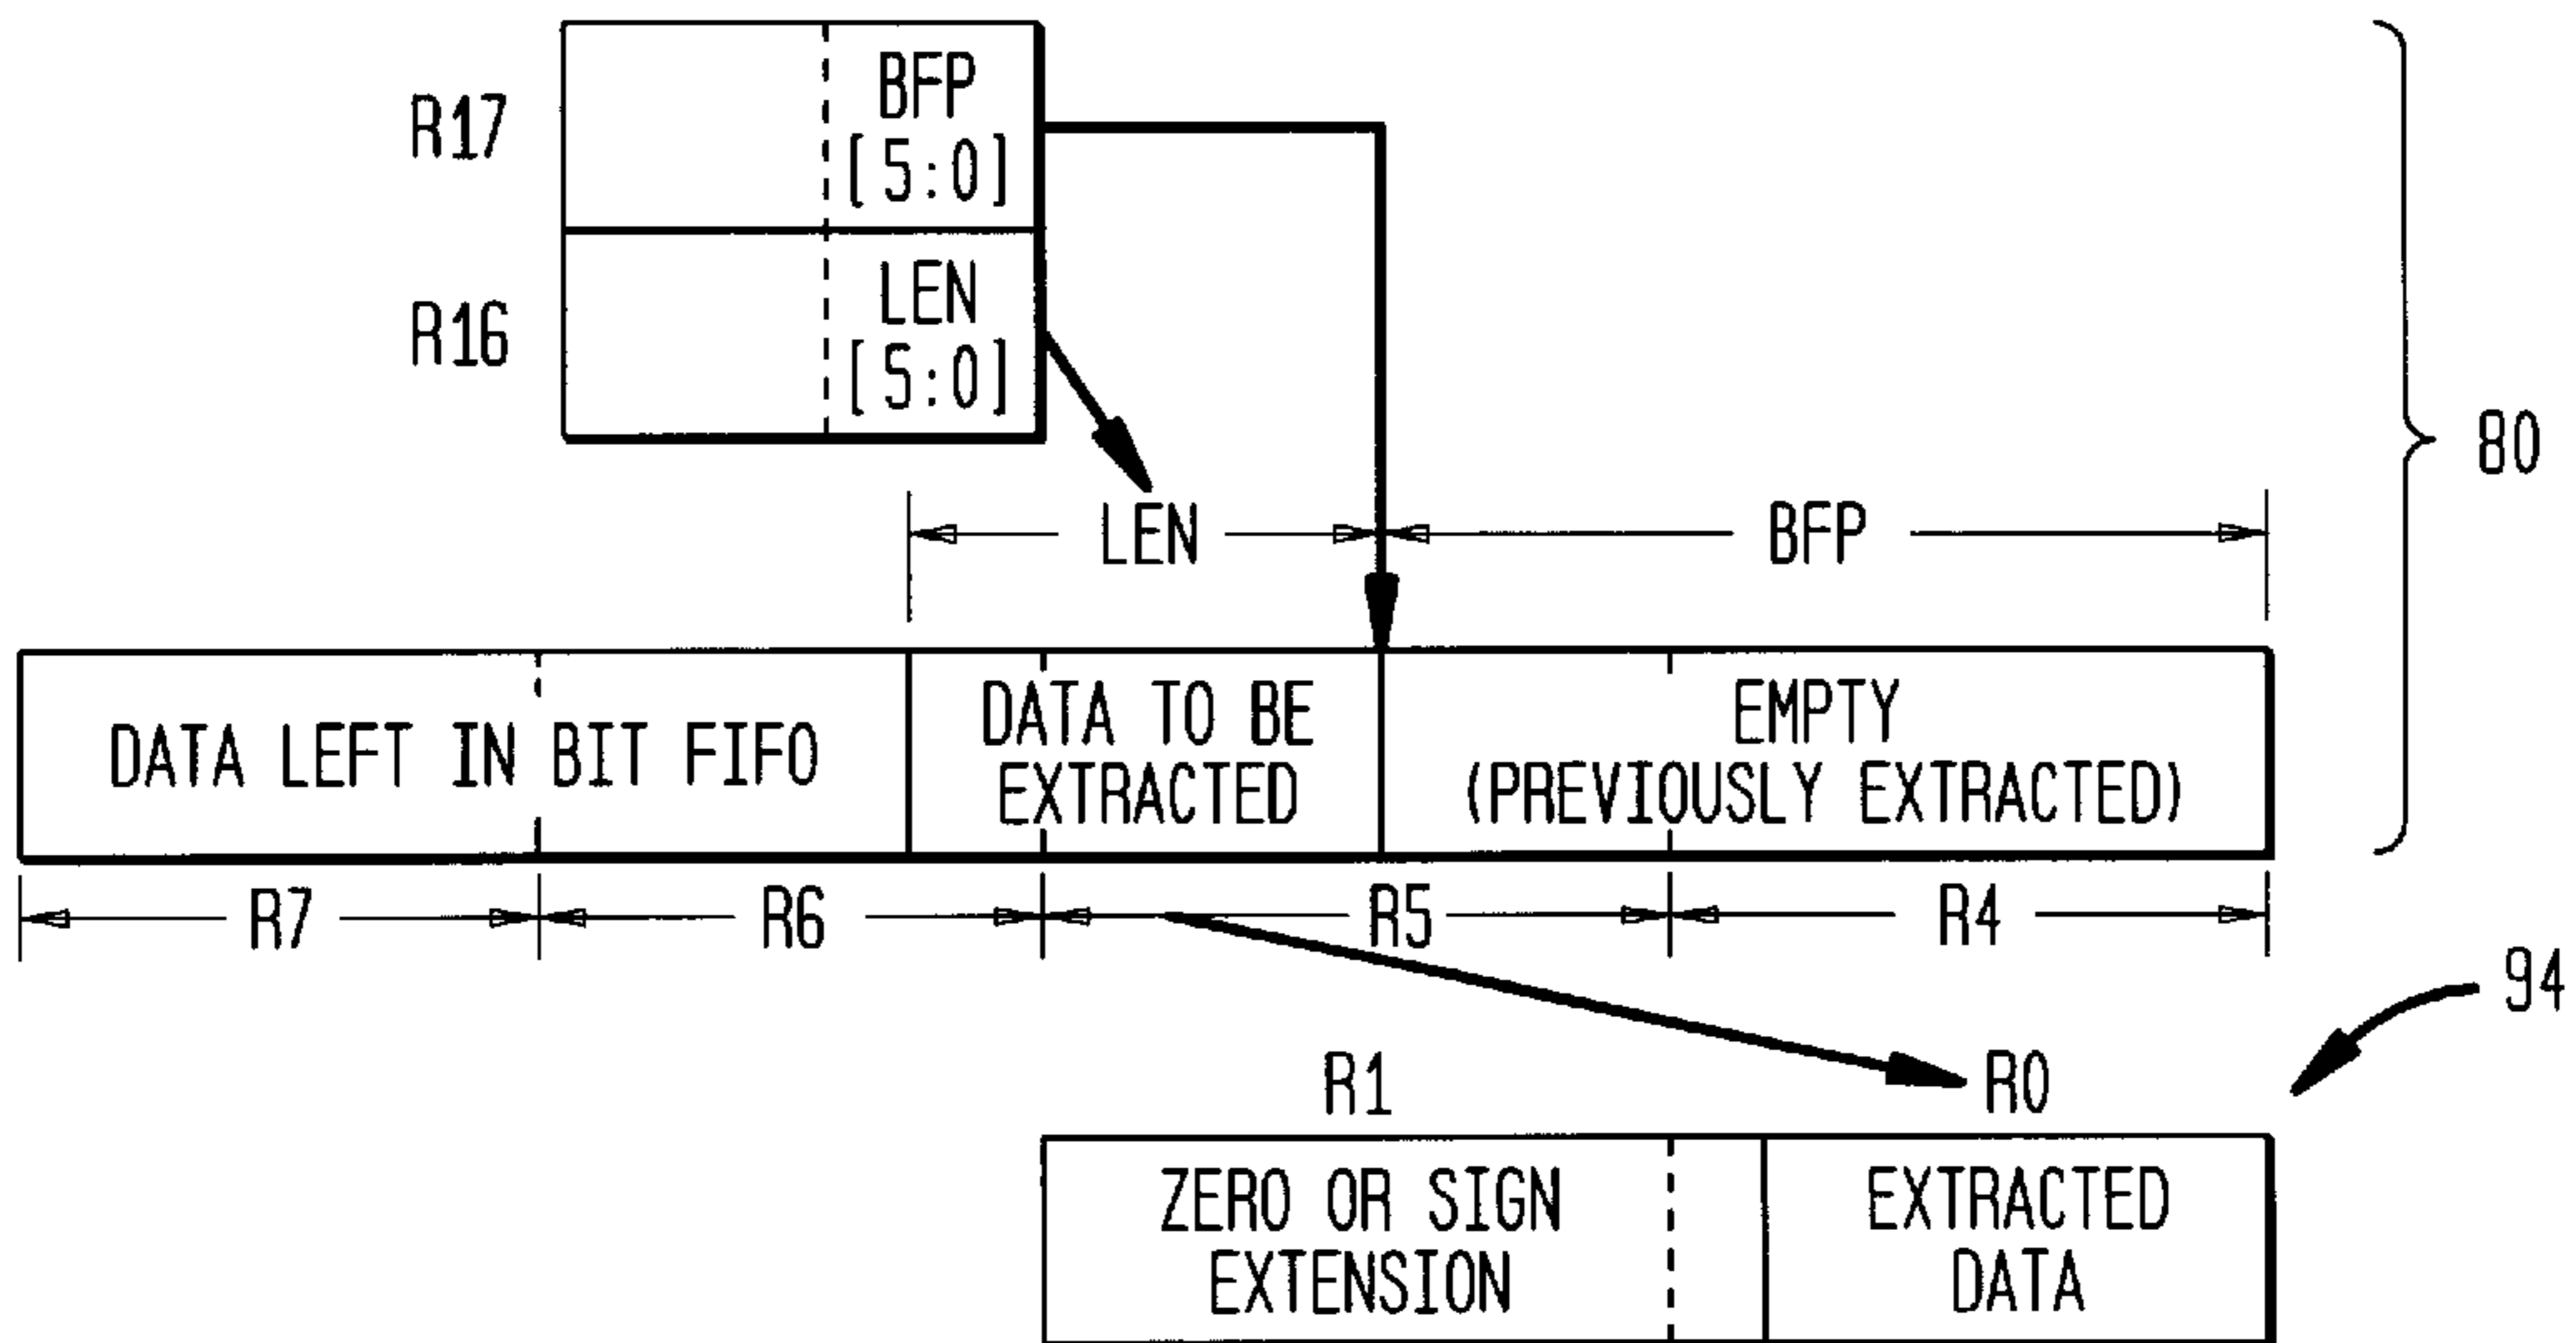 R17
BFP
[5:0]
R16
LEN
[5:0]
80
LEN
BFP
DATA LEFT IN BIT FIFO
DATA TO BE
EXTRACTED
EMPTY
(PREVIOUSLY EXTRACTED)
R7
R6
R5
R4
94
R1
R0
ZERO OR SIGN
EXTENSION
EXTRACTED
DATA